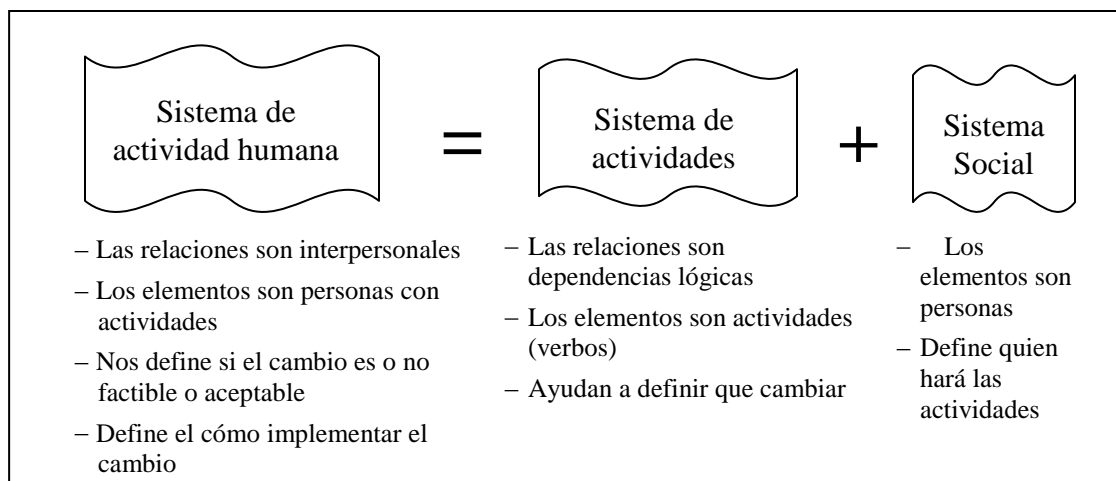 Sistema de
actividad humana
=
Sistema de
actividades
+
Sistema
Social
– Las relaciones son interpersonales
– Los elementos son personas con
actividades
– Nos define si el cambio es o no
factible o aceptable
– Define el cómo implementar el
cambio
– Las relaciones son
dependencias lógicas
– Los elementos son actividades
(verbos)
– Ayudan a definir que cambiar
– Los
elementos son
personas
– Define quien
hará las
actividades